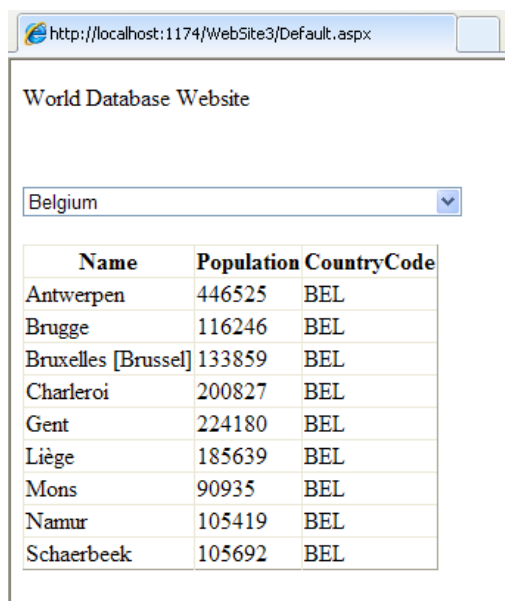 http://localhost:1174/WebSite3/Default.aspx
World Database Website
Belgium
Name Population CountryCode
Antwerpen 446525 BEL
Brugge 116246 BEL
Bruxelles [Brussel] 133859 BEL
Charleroi 200827 BEL
Gent 224180 BEL
Liège 185639 BEL
Mons 90935 BEL
Namur 105419 BEL
Schaerbeek 105692 BEL